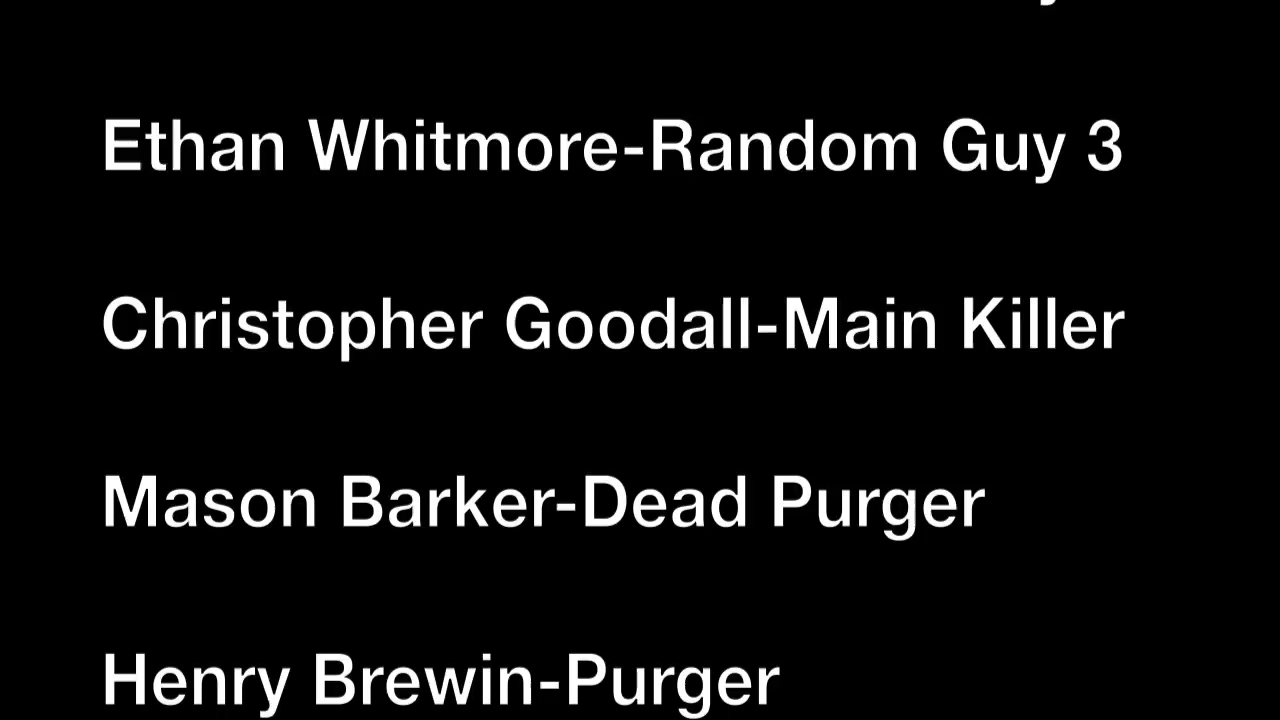 Ethan Whitmore-Random Guy 3
Christopher Goodall-Main Killer
Mason Barker-Dead Purger
Henry Brewin-Purger